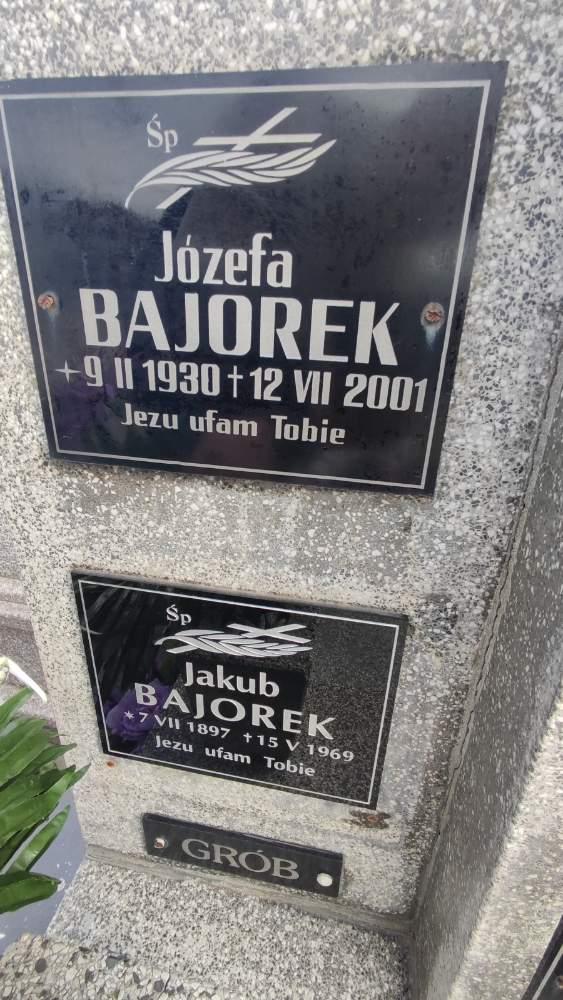 Śp
Józefa
BAJOREK
9 II 1930 † 12 VII 2001
Jezu ufam Tobie
Śp
Jakub
BAJOREK
* 7 VII 1897 † 15 V 1969
Jezu ufam Tobie
GRÓB